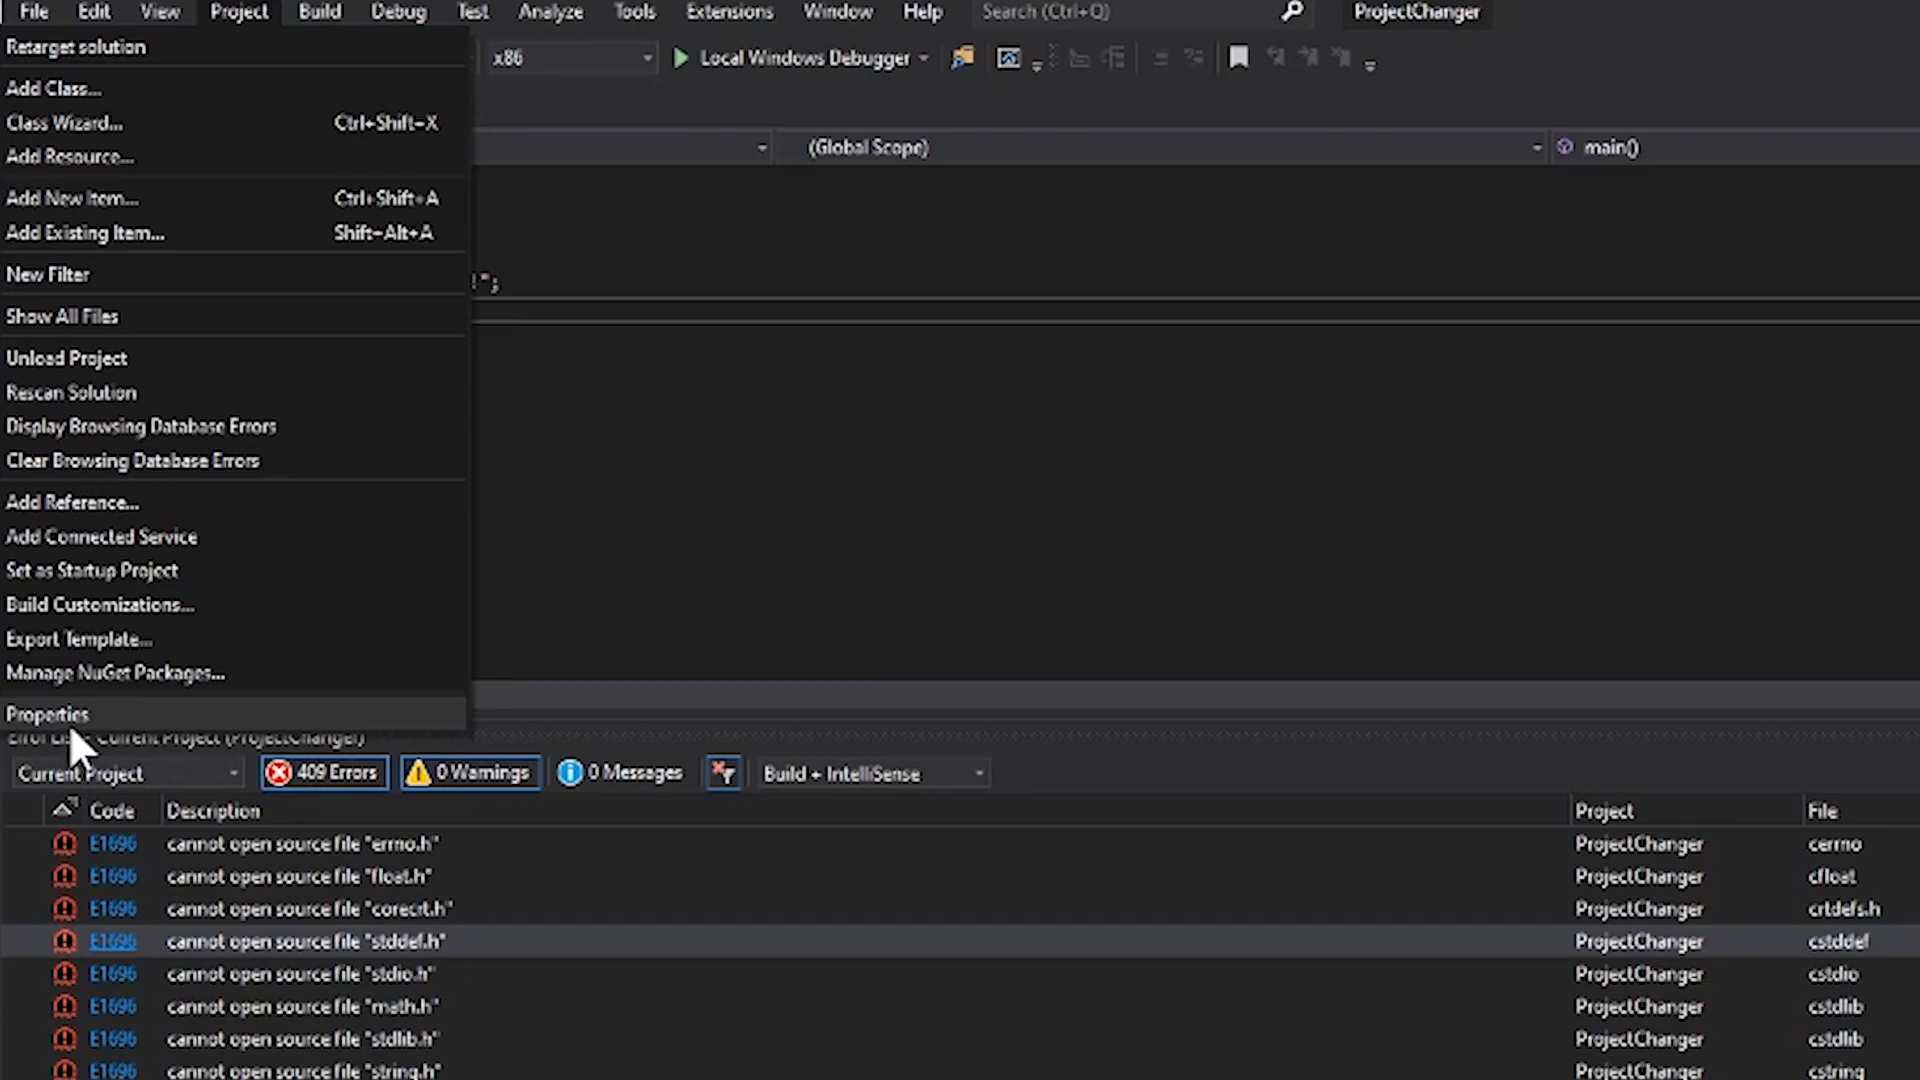 File Edit View Project Build Debug Test Analyze Tools Extensions Window Help Search (Ctrl+Q) ProjectChanger
Retarget solution
x86 Local Windows Debugger
Add Class...
Class Wizard... Ctrl+Shift+X
(Global Scope) main()
Add Resource...
Add New Item... Ctrl+Shift+A
Add Existing Item... Shift+Alt+A
New Filter
!";
Show All Files
Unload Project
Rescan Solution
Display Browsing Database Errors
Clear Browsing Database Errors
Add Reference...
Add Connected Service
Set as Startup Project
Build Customizations...
Export Template...
Manage NuGet Packages...
Properties
Current Project (ProjectChanger)
Current Project 409 Errors 0 Warnings 0 Messages Build + IntelliSense
Code Description Project File
E1696 cannot open source file "errno.h" ProjectChanger cerrno
E1696 cannot open source file "float.h" ProjectChanger cfloat
E1696 cannot open source file "corecrt.h" ProjectChanger crtdefs.h
E1696 cannot open source file "stddef.h" ProjectChanger cstddef
E1696 cannot open source file "stdio.h" ProjectChanger cstdio
E1696 cannot open source file "math.h" ProjectChanger cstdlib
E1696 cannot open source file "stdlib.h" ProjectChanger cstdlib
E1696 cannot open source file "string.h" ProjectChanger cstring